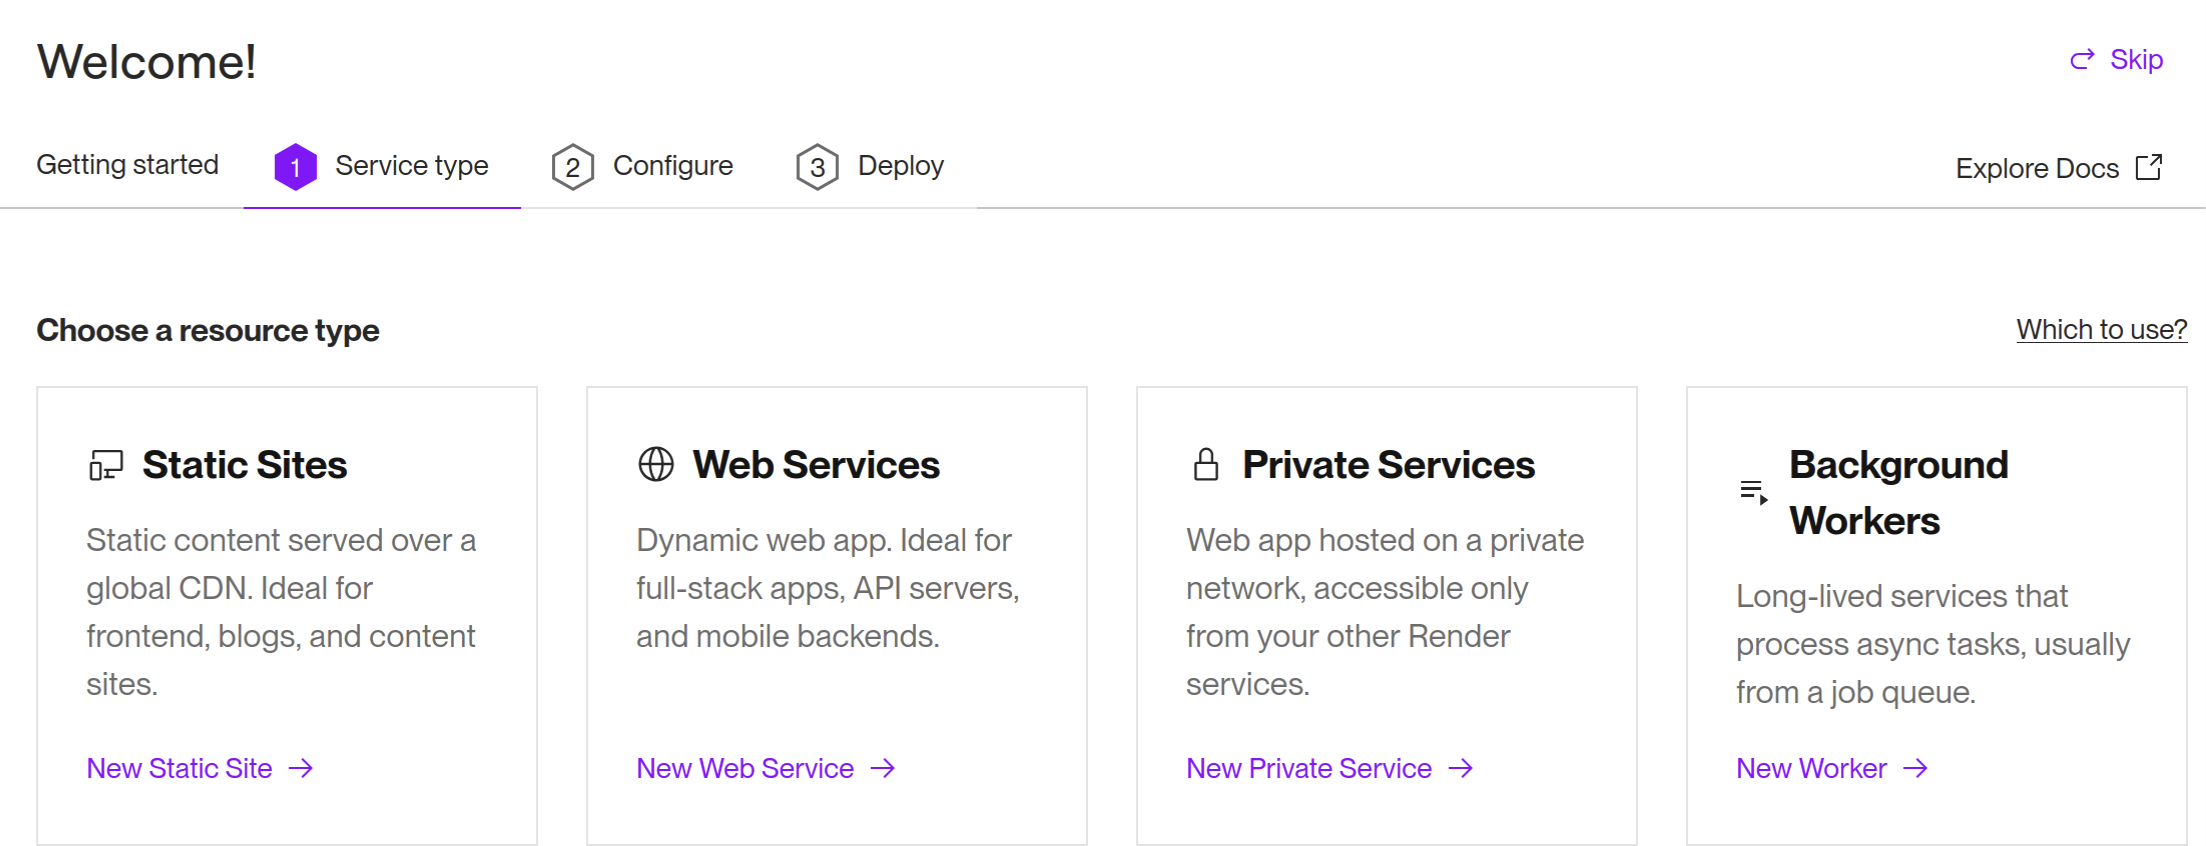 Welcome!
Skip
Getting started
1 Service type
2 Configure
3 Deploy
Explore Docs
Choose a resource type
Which to use?
Static Sites
Static content served over a
global CDN. Ideal for
frontend, blogs, and content
sites.
New Static Site
Web Services
Dynamic web app. Ideal for
full-stack apps, API servers,
and mobile backends.
New Web Service
Private Services
Web app hosted on a private
network, accessible only
from your other Render
services.
New Private Service
Background
Workers
Long-lived services that
process async tasks, usually
from a job queue.
New Worker